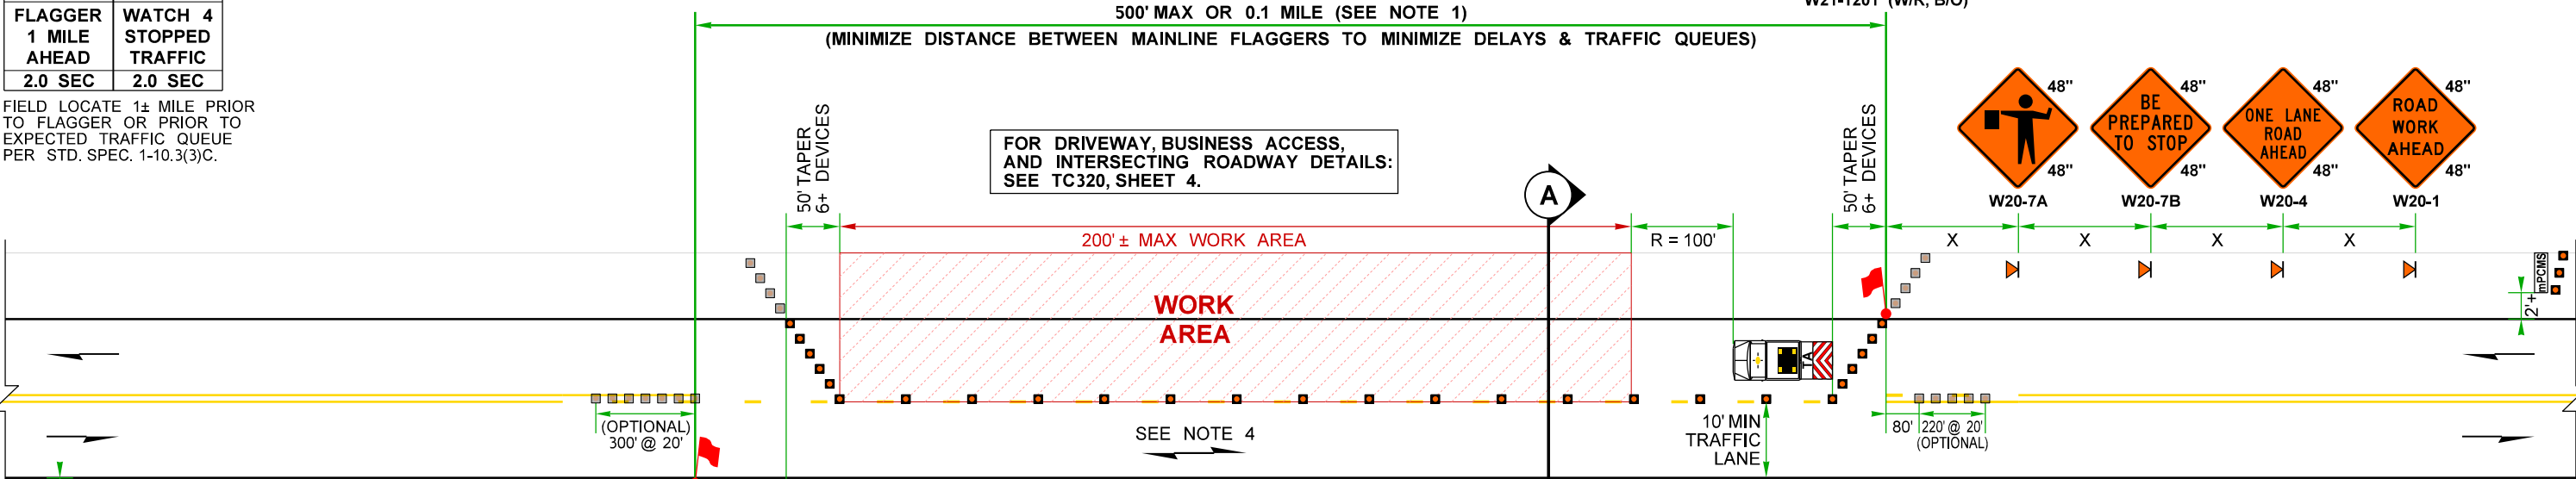 FLAGGER
1 MILE
AHEAD
2.0 SEC
WATCH 4
STOPPED
TRAFFIC
2.0 SEC
FIELD LOCATE 1± MILE PRIOR
TO FLAGGER OR PRIOR TO
EXPECTED TRAFFIC QUEUE
PER STD. SPEC. 1-10.3(3)C.
500' MAX OR 0.1 MILE (SEE NOTE 1)
(MINIMIZE DISTANCE BETWEEN MAINLINE FLAGGERS TO MINIMIZE DELAYS & TRAFFIC QUEUES)
W21-1201 (W/R, B/O)
50' TAPER
6+ DEVICES
FOR DRIVEWAY, BUSINESS ACCESS,
AND INTERSECTING ROADWAY DETAILS:
SEE TC320, SHEET 4.
A
50' TAPER
6+ DEVICES
48"
48"
W20-7A
BE
PREPARED
TO STOP
48"
48"
W20-7B
ONE LANE
ROAD
AHEAD
48"
48"
W20-4
ROAD
WORK
AHEAD
48"
48"
W20-1
200' ± MAX WORK AREA
R = 100'
X
X
X
X
WORK
AREA
TA
mPCMS
2'+
(OPTIONAL)
300' @ 20'
SEE NOTE 4
10' MIN
TRAFFIC
LANE
80'
220' @ 20'
(OPTIONAL)